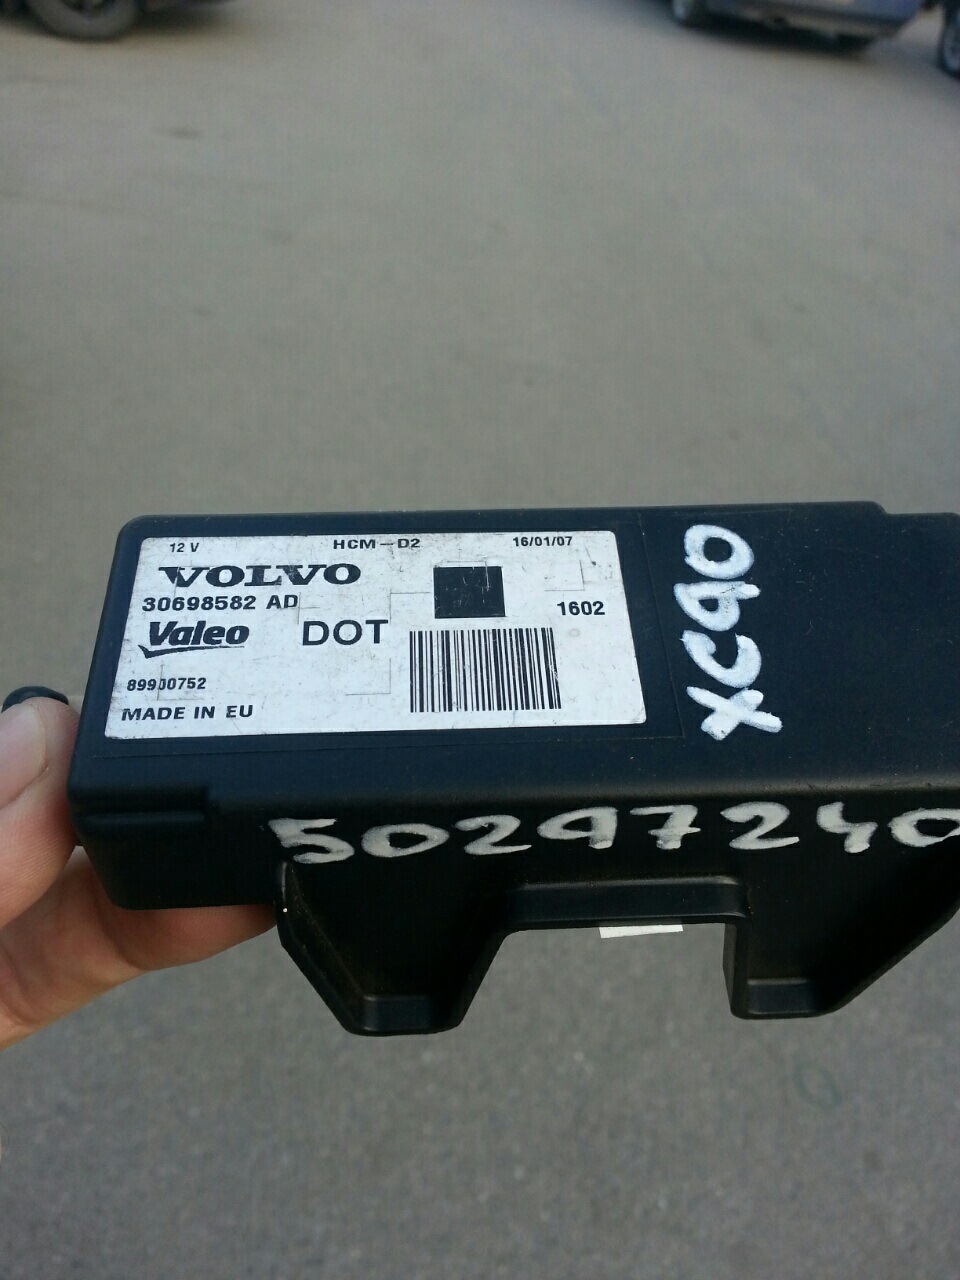 12 V HCM-D2 16/01/07
VOLVO
30698582 AD
1602
Valeo DOT
89900752
MADE IN EU
XC90
50297240